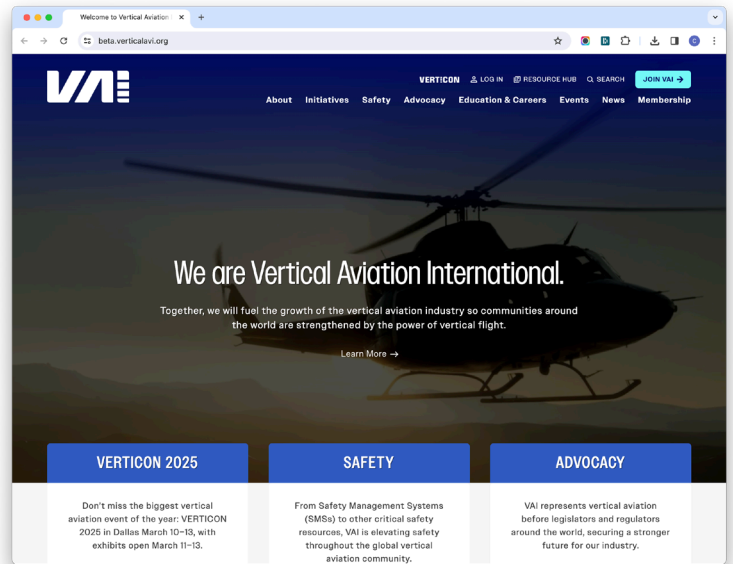 Welcome to Vertical Aviation
beta.verticalavi.org
VAI
VERTICON LOG IN RESOURCE HUB SEARCH JOIN VAI →
About Initiatives Safety Advocacy Education & Careers Events News Membership
We are Vertical Aviation International.
Together, we will fuel the growth of the vertical aviation industry so communities around
the world are strengthened by the power of vertical flight.
Learn More →
VERTICON 2025
Don't miss the biggest vertical
aviation event of the year: VERTICON
2025 in Dallas March 10–13, with
exhibits open March 11–13.
SAFETY
From Safety Management Systems
(SMSs) to other critical safety
resources, VAI is elevating safety
throughout the global vertical
aviation community.
ADVOCACY
VAI represents vertical aviation
before legislators and regulators
around the world, securing a stronger
future for our industry.